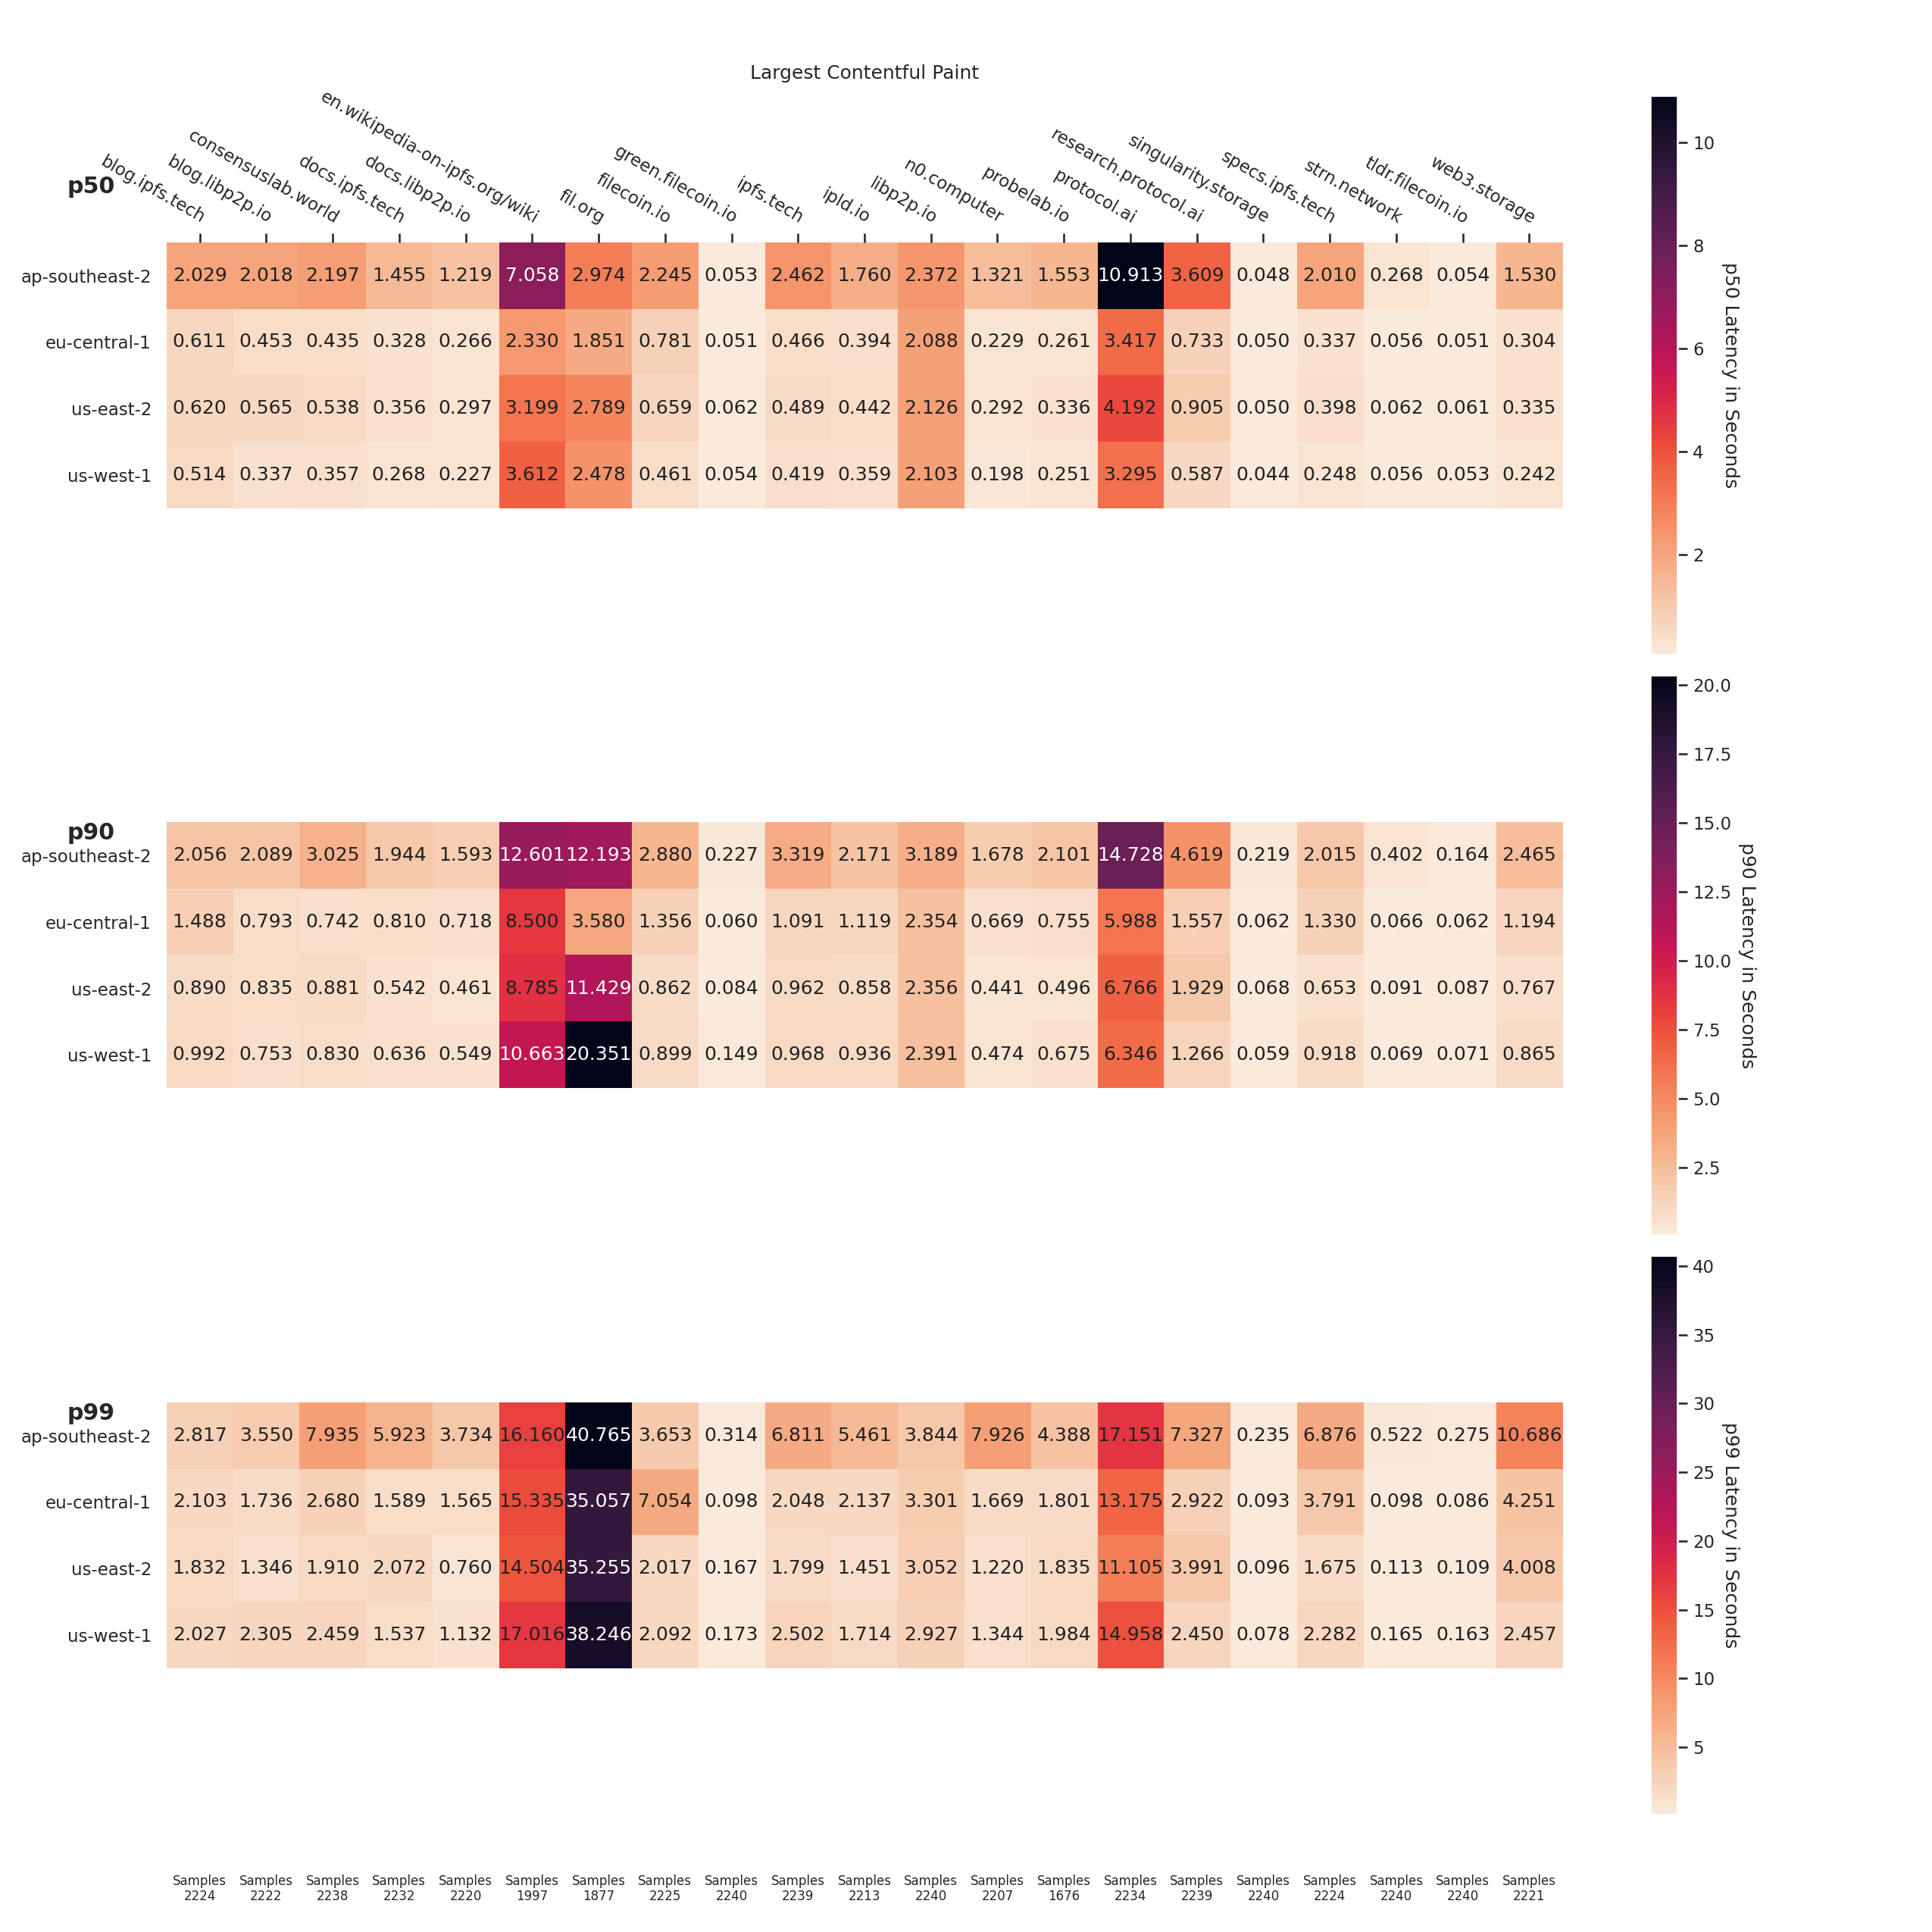 Largest Contentful Paint
p50
blog.ipfs.tech
blog.libp2p.io
consensuslab.world
docs.ipfs.tech
docs.libp2p.io
en.wikipedia-on-ipfs.org/wiki
fil.org
filecoin.io
green.filecoin.io
ipfs.tech
ipld.io
libp2p.io
n0.computer
probelab.io
protocol.ai
research.protocol.ai
singularity.storage
specs.ipfs.tech
strn.network
tldr.filecoin.io
web3.storage
ap-southeast-2 2.029 2.018 2.197 1.455 1.219 7.058 2.974 2.245 0.053 2.462 1.760 2.372 1.321 1.553 10.913 3.609 0.048 2.010 0.268 0.054 1.530
eu-central-1 0.611 0.453 0.435 0.328 0.266 2.330 1.851 0.781 0.051 0.466 0.394 2.088 0.229 0.261 3.417 0.733 0.050 0.337 0.056 0.051 0.304
us-east-2 0.620 0.565 0.538 0.356 0.297 3.199 2.789 0.659 0.062 0.489 0.442 2.126 0.292 0.336 4.192 0.905 0.050 0.398 0.062 0.061 0.335
us-west-1 0.514 0.337 0.357 0.268 0.227 3.612 2.478 0.461 0.054 0.419 0.359 2.103 0.198 0.251 3.295 0.587 0.044 0.248 0.056 0.053 0.242
10
8
6
4
2
p50 Latency in Seconds
p90
ap-southeast-2 2.056 2.089 3.025 1.944 1.593 12.601 12.193 2.880 0.227 3.319 2.171 3.189 1.678 2.101 14.728 4.619 0.219 2.015 0.402 0.164 2.465
eu-central-1 1.488 0.793 0.742 0.810 0.718 8.500 3.580 1.356 0.060 1.091 1.119 2.354 0.669 0.755 5.988 1.557 0.062 1.330 0.066 0.062 1.194
us-east-2 0.890 0.835 0.881 0.542 0.461 8.785 11.429 0.862 0.084 0.962 0.858 2.356 0.441 0.496 6.766 1.929 0.068 0.653 0.091 0.087 0.767
us-west-1 0.992 0.753 0.830 0.636 0.549 10.663 20.351 0.899 0.149 0.968 0.936 2.391 0.474 0.675 6.346 1.266 0.059 0.918 0.069 0.071 0.865
20.0
17.5
15.0
12.5
10.0
7.5
5.0
2.5
p90 Latency in Seconds
p99
ap-southeast-2 2.817 3.550 7.935 5.923 3.734 16.160 40.765 3.653 0.314 6.811 5.461 3.844 7.926 4.388 17.151 7.327 0.235 6.876 0.522 0.275 10.686
eu-central-1 2.103 1.736 2.680 1.589 1.565 15.335 35.057 7.054 0.098 2.048 2.137 3.301 1.669 1.801 13.175 2.922 0.093 3.791 0.098 0.086 4.251
us-east-2 1.832 1.346 1.910 2.072 0.760 14.504 35.255 2.017 0.167 1.799 1.451 3.052 1.220 1.835 11.105 3.991 0.096 1.675 0.113 0.109 4.008
us-west-1 2.027 2.305 2.459 1.537 1.132 17.016 38.246 2.092 0.173 2.502 1.714 2.927 1.344 1.984 14.958 2.450 0.078 2.282 0.165 0.163 2.457
40
35
30
25
20
15
10
5
p99 Latency in Seconds
Samples Samples Samples Samples Samples Samples Samples Samples Samples Samples Samples Samples Samples Samples Samples Samples Samples Samples Samples Samples Samples
2224 2222 2238 2232 2220 1997 1877 2225 2240 2239 2213 2240 2207 1676 2234 2239 2240 2224 2240 2240 2221